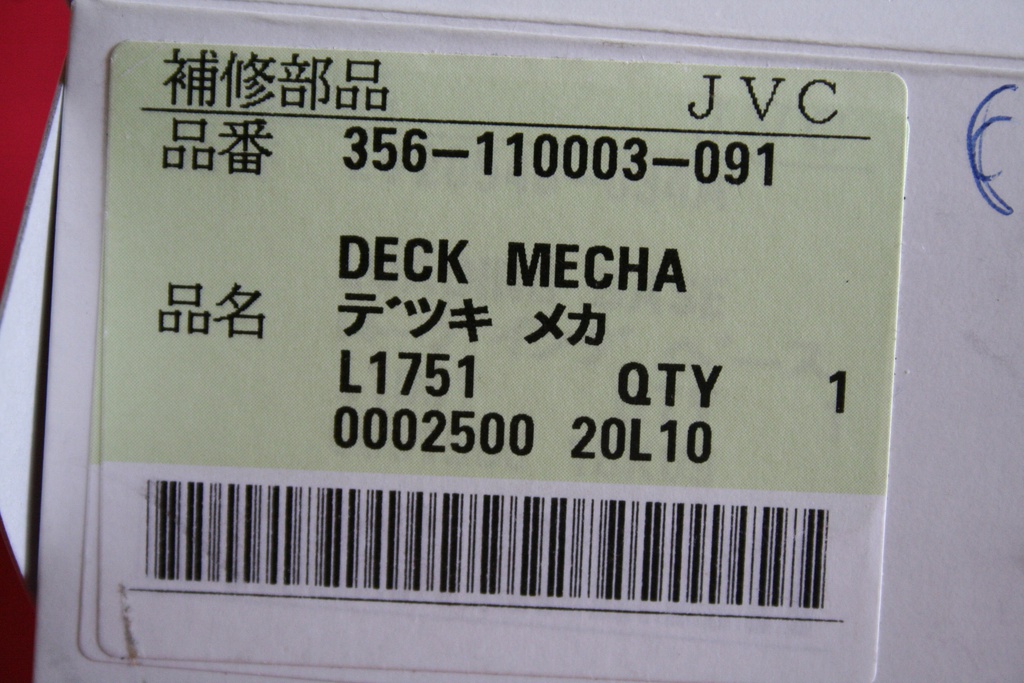 補修部品 JVC
品番 356-110003-091
DECK MECHA
品名 デツキ メカ
L1751 QTY 1
0002500 20L10